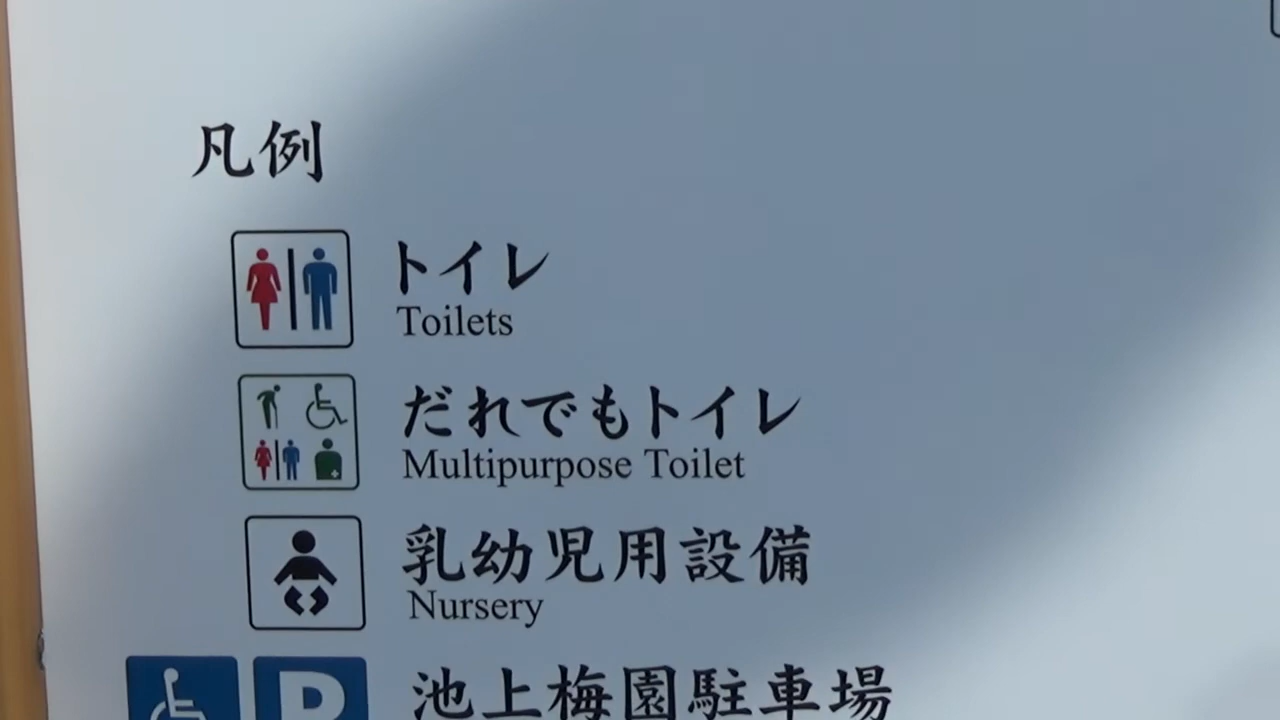 凡例
トイレ
Toilets
だれでもトイレ
Multipurpose Toilet
乳幼児用設備
Nursery
P
池上梅園駐車場